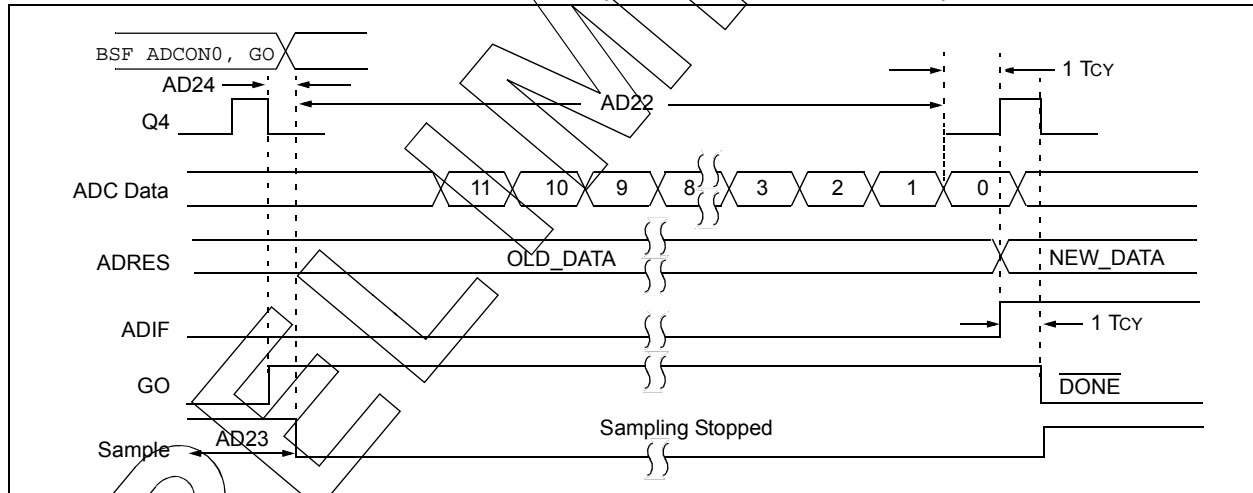 BSF ADCON0, GO
AD24
1 TCY
AD22
Q4
ADC Data
11 10 9 8 3 2 1 0
ADRES
OLD_DATA
NEW_DATA
ADIF
1 TCY
GO
DONE
AD23
Sampling Stopped
Sample